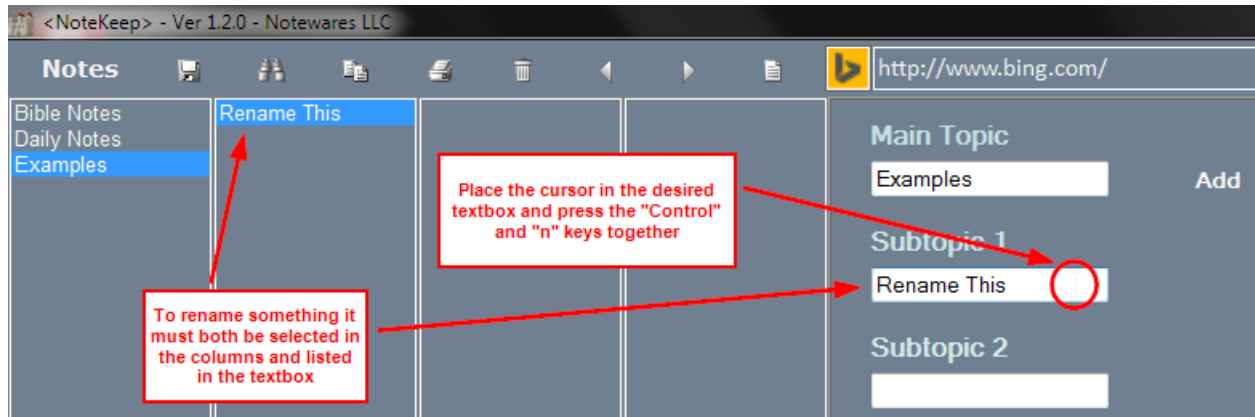 <NoteKeep> - Ver 1.2.0 - Notewares LLC
Notes
http://www.bing.com/
Bible Notes
Daily Notes
Examples
Rename This
Main Topic
Examples
Add
Place the cursor in the desired
textbox and press the "Control"
and "n" keys together
Subtopic 1
Rename This
To rename something it
must both be selected in
the columns and listed
in the textbox
Subtopic 2